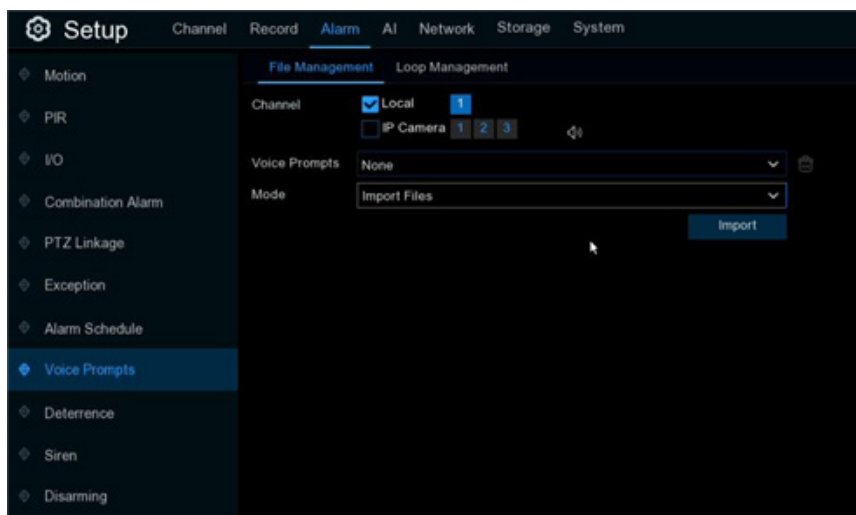 Setup Channel Record Alarm AI Network Storage System
File Management Loop Management
Motion
PIR
I/O
Combination Alarm
PTZ Linkage
Exception
Alarm Schedule
Voice Prompts
Deterrence
Siren
Disarming
Channel Local 1
IP Camera 1 2 3
Voice Prompts None
Mode Import Files
Import